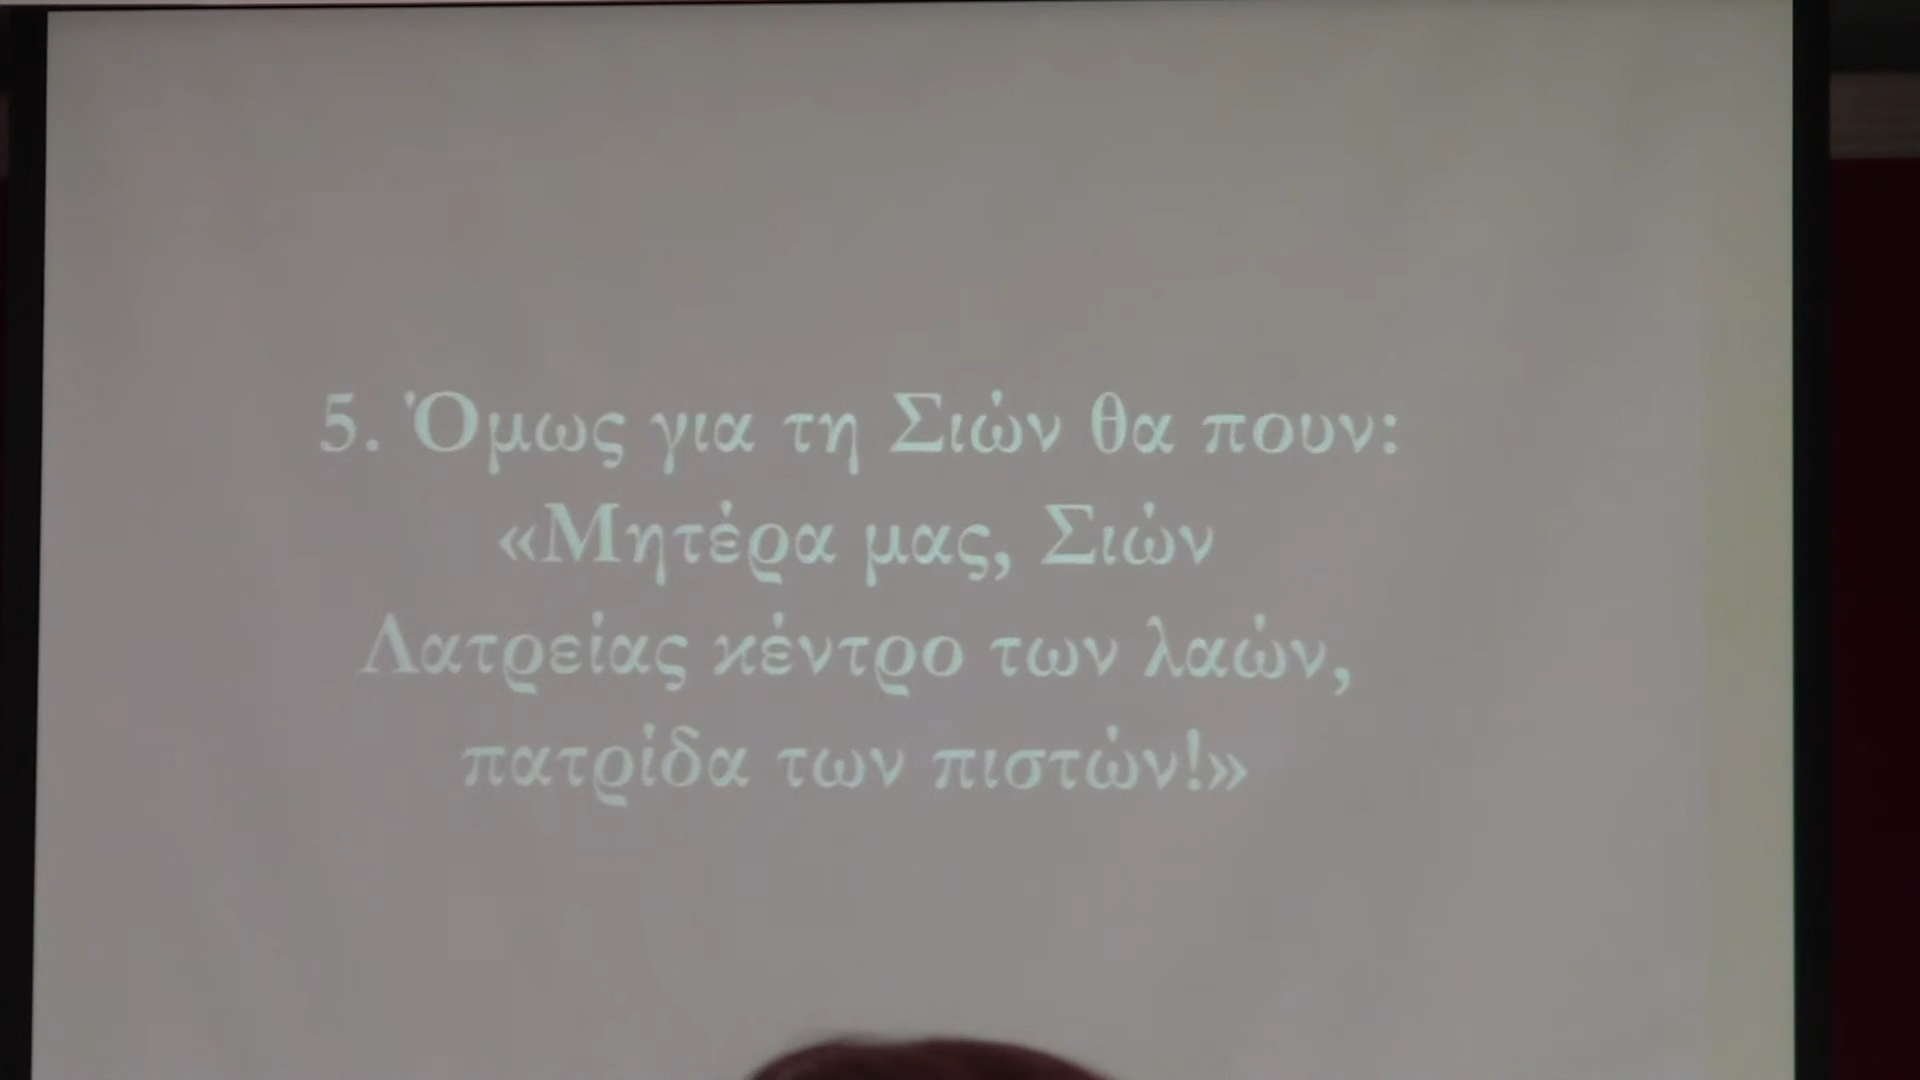 5. Όμως για τη Σιών θα πουν:
«Μητέρα μας, Σιών
Λατρείας κέντρο των λαών,
πατρίδα των πιστών!»